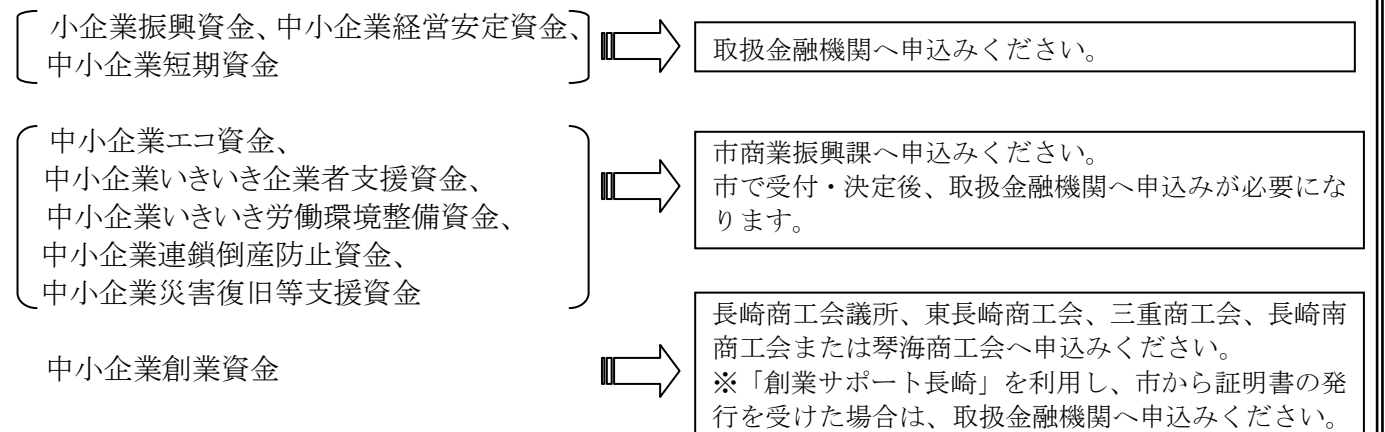 小企業振興資金、中小企業経営安定資金、
中小企業短期資金
取扱金融機関へ申込みください。
中小企業エコ資金、
中小企業いきいき企業者支援資金、
中小企業いきいき労働環境整備資金、
中小企業連鎖倒産防止資金、
中小企業災害復旧等支援資金
市商業振興課へ申込みください。
市で受付・決定後、取扱金融機関へ申込みが必要にな
ります。
中小企業創業資金
長崎商工会議所、東長崎商工会、三重商工会、長崎南
商工会または琴海商工会へ申込みください。
※「創業サポート長崎」を利用し、市から証明書の発
行を受けた場合は、取扱金融機関へ申込みください。